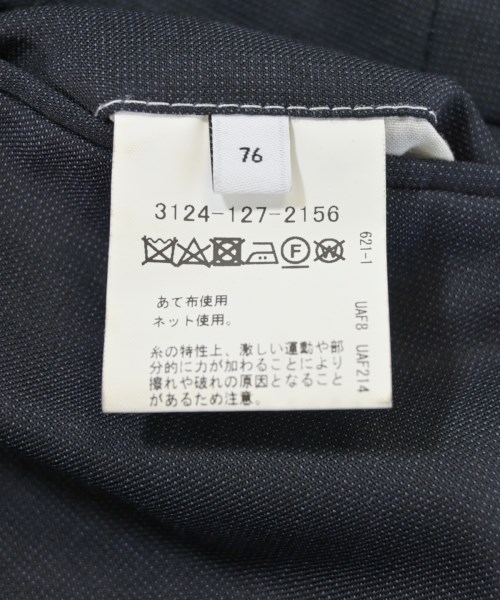 76
3124-127-2156
あて布使用
ネット使用。
糸の特性上、激しい運動や部
分的に力が加わることにより
擦れや破れの原因となること
があるため注意。
621-1 UAF8 UAF214